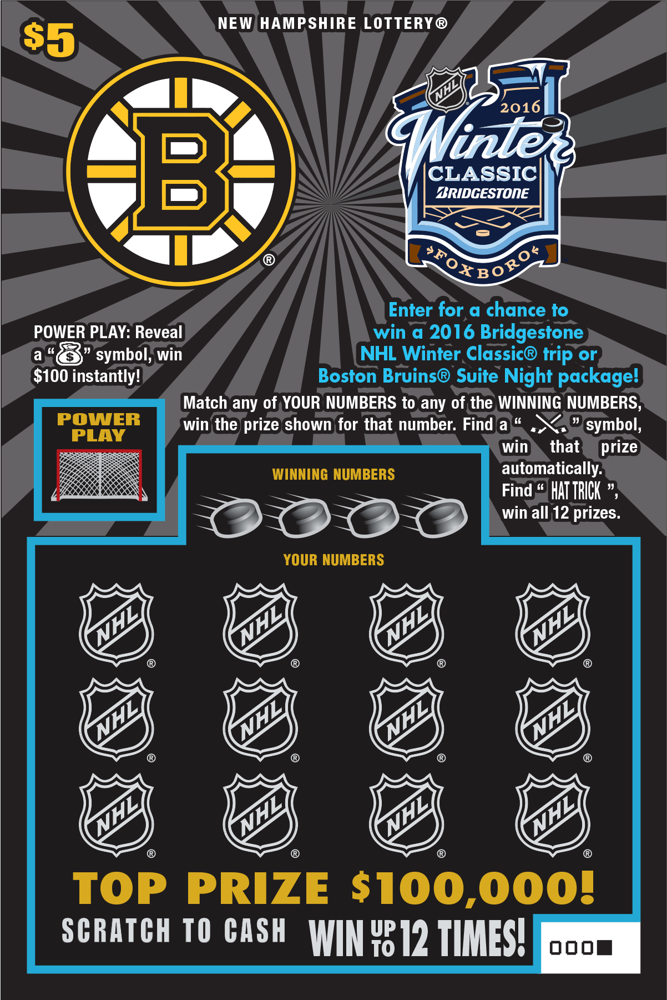 $5
NEW HAMPSHIRE LOTTERY®
B
®
NHL
®
2016
Winter
CLASSIC
BRIDGESTONE
FOXBORO
Enter for a chance to
win a 2016 Bridgestone
NHL Winter Classic® trip or
Boston Bruins® Suite Night package!
POWER PLAY: Reveal
a “$” symbol, win
$100 instantly!
Match any of YOUR NUMBERS to any of the WINNING NUMBERS,
win the prize shown for that number. Find a “ ” symbol,
win that prize
automatically.
Find “ HAT TRICK ”,
win all 12 prizes.
POWER
PLAY
WINNING NUMBERS
YOUR NUMBERS
NHL® NHL® NHL® NHL®
NHL® NHL® NHL® NHL®
NHL® NHL® NHL® NHL®
TOP PRIZE $100,000!
SCRATCH TO CASH WIN UP TO 12 TIMES!
000■